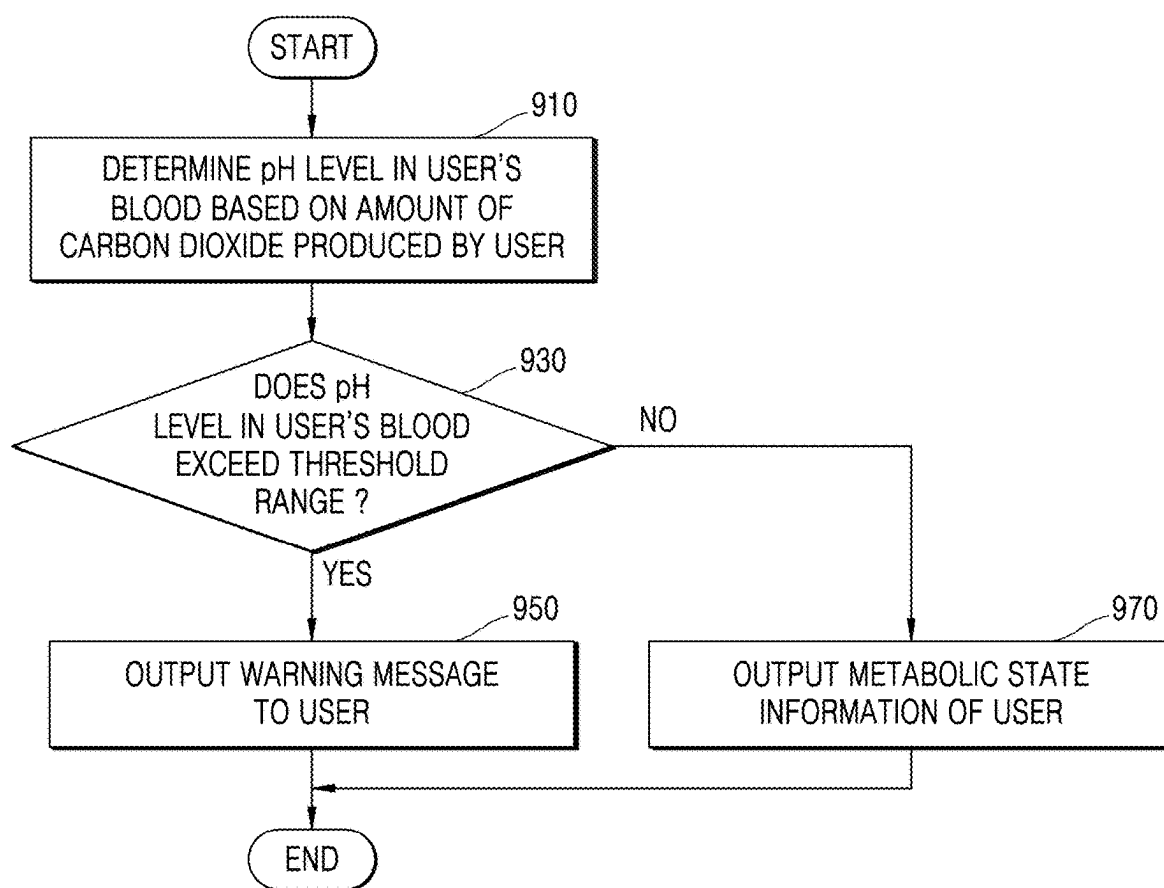 START
910
DETERMINE pH LEVEL IN USER'S
BLOOD BASED ON AMOUNT OF
CARBON DIOXIDE PRODUCED BY USER
930
DOES pH
LEVEL IN USER'S BLOOD
EXCEED THRESHOLD
RANGE ?
NO
YES
950
OUTPUT WARNING MESSAGE
TO USER
970
OUTPUT METABOLIC STATE
INFORMATION OF USER
END